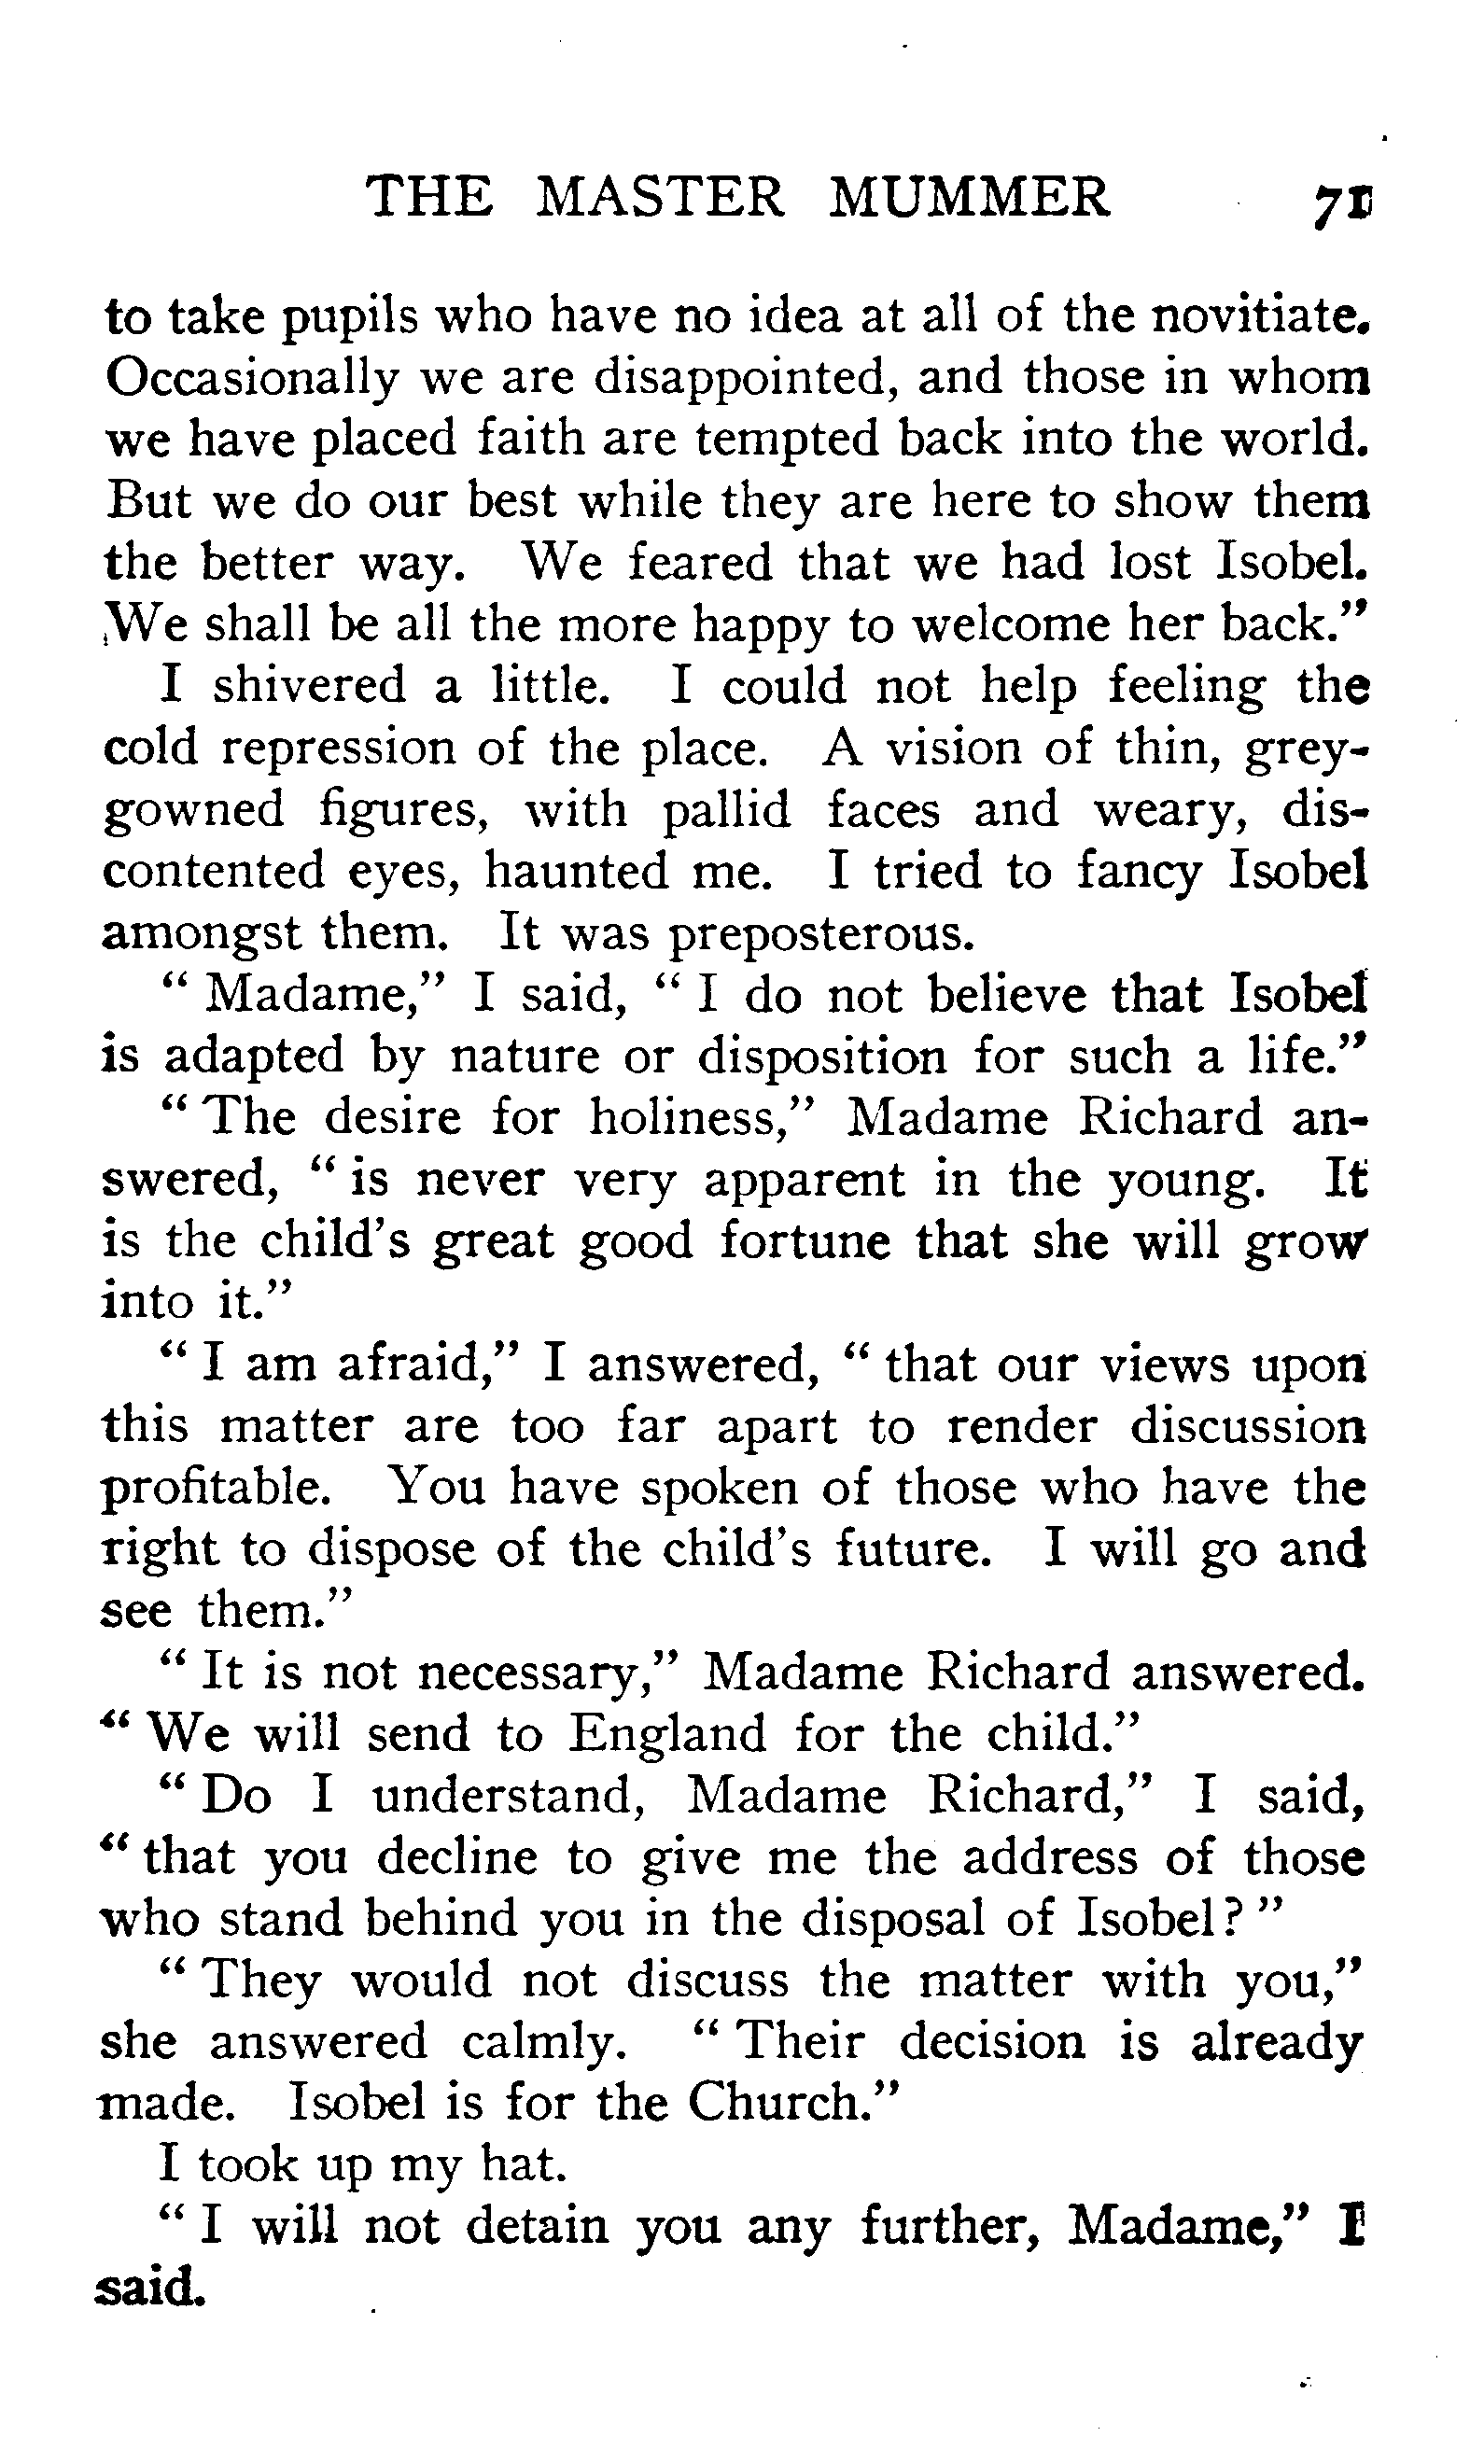 THE MASTER MUMMER 71
to take pupils who have no idea at all of the novitiate.
Occasionally we are disappointed, and those in whom
we have placed faith are tempted back into the world.
But we do our best while they are here to show them
the better way. We feared that we had lost Isobel.
We shall be all the more happy to welcome her back."
I shivered a little. I could not help feeling the
cold repression of the place. A vision of thin, grey-
gowned figures, with pallid faces and weary, dis-
contented eyes, haunted me. I tried to fancy Isobel
amongst them. It was preposterous.
"Madame," I said, "I do not believe that Isobel
is adapted by nature or disposition for such a life."
"The desire for holiness," Madame Richard an-
swered, "is never very apparent in the young. It
is the child's great good fortune that she will grow
into it."
"I am afraid," I answered, "that our views upon
this matter are too far apart to render discussion
profitable. You have spoken of those who have the
right to dispose of the child's future. I will go and
see them."
"It is not necessary," Madame Richard answered.
"We will send to England for the child."
"Do I understand, Madame Richard," I said,
"that you decline to give me the address of those
who stand behind you in the disposal of Isobel?"
"They would not discuss the matter with you,"
she answered calmly. "Their decision is already
made. Isobel is for the Church."
I took up my hat.
"I will not detain you any further, Madame," I
said.